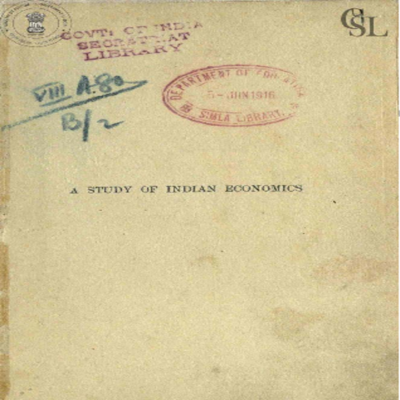 GOVT: OF INDIA
SECRETARIAT
LIBRARY
CSL
VIII A.80
B/2
DEPARTMENT OF EDUCATION
5- JUN 1916
SIMLA LIBRARY.
A STUDY OF INDIAN ECONOMICS